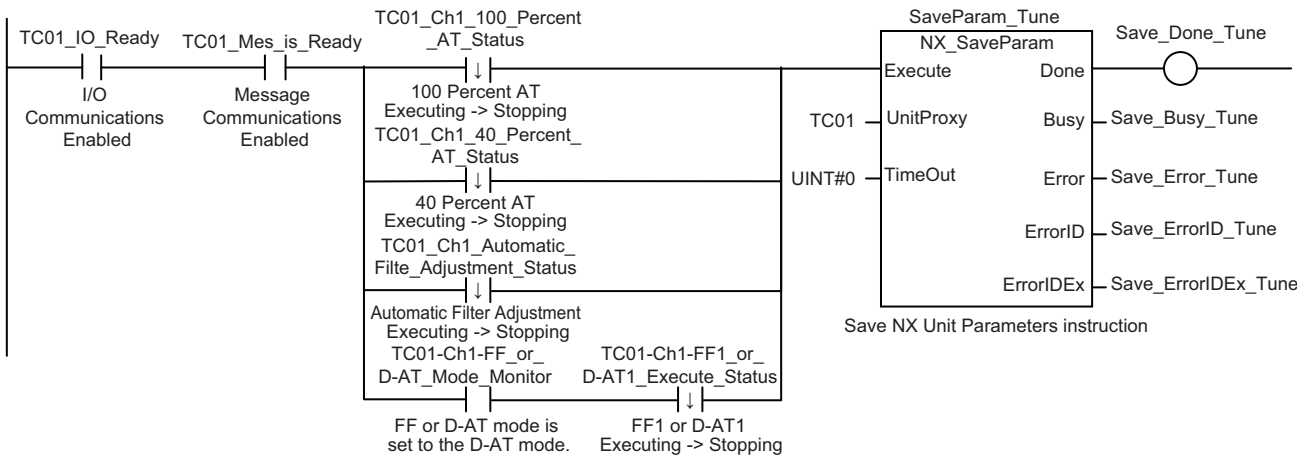 TC01_IO_Ready
I/O
Communications
Enabled
TC01_Mes_is_Ready
Message
Communications
Enabled
TC01_Ch1_100_Percent
_AT_Status
↓
100 Percent AT
Executing -> Stopping
TC01_Ch1_40_Percent_
AT_Status
↓
40 Percent AT
Executing -> Stopping
TC01_Ch1_Automatic_
Filte_Adjustment_Status
↓
Automatic Filter Adjustment
Executing -> Stopping
TC01-Ch1-FF_or_
D-AT_Mode_Monitor
FF or D-AT mode is
set to the D-AT mode.
TC01-Ch1-FF1_or_
D-AT1_Execute_Status
↓
FF1 or D-AT1
Executing -> Stopping
SaveParam_Tune
NX_SaveParam
Execute Done
Save_Done_Tune
TC01 UnitProxy Busy Save_Busy_Tune
UINT#0 TimeOut Error Save_Error_Tune
ErrorID Save_ErrorID_Tune
ErrorIDEx Save_ErrorIDEx_Tune
Save NX Unit Parameters instruction